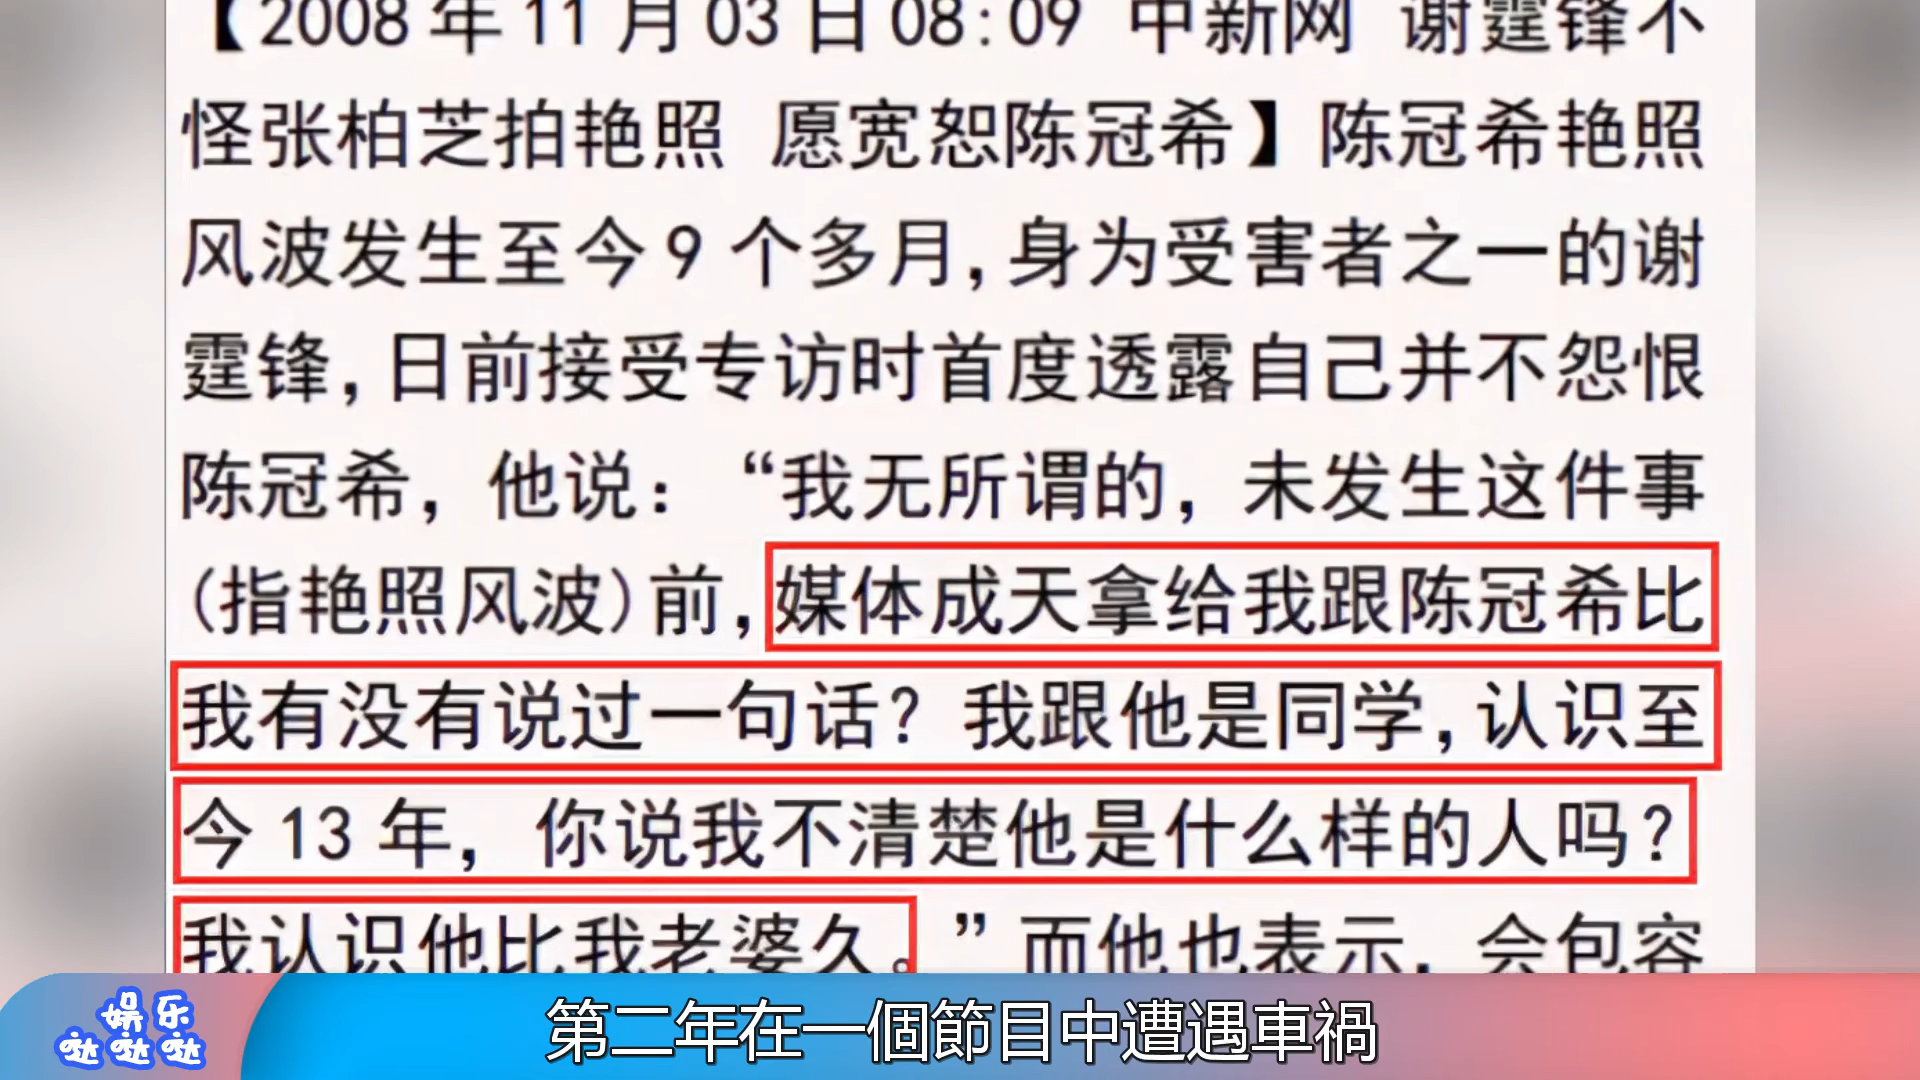 【2008年11月03日08:09 中新网 谢霆锋不
怪张柏芝拍艳照 愿宽恕陈冠希】陈冠希艳照
风波发生至今9个多月,身为受害者之一的谢
霆锋,日前接受专访时首度透露自己并不怨恨
陈冠希，他说：“我无所谓的，未发生这件事
(指艳照风波)前,媒体成天拿给我跟陈冠希比
我有没有说过一句话？我跟他是同学,认识至
今13年，你说我不清楚他是什么样的人吗？
我认识他比我老婆久。”而他也表示，会包容
娱乐
哒哒哒
第二年在一個節目中遭遇車禍